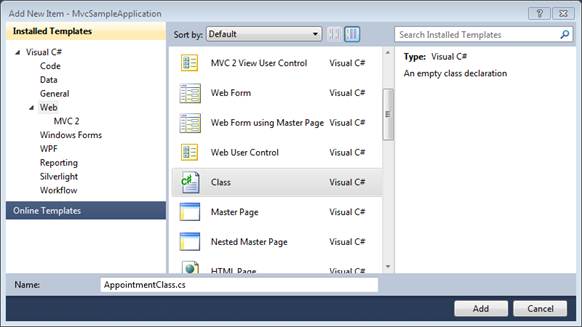 Add New Item - MvcSampleApplication
Installed Templates
Visual C#
Code
Data
General
Web
MVC 2
Windows Forms
WPF
Reporting
Silverlight
Workflow
Online Templates
Sort by: Default
MVC 2 View User Control Visual C#
Web Form Visual C#
Web Form using Master Page Visual C#
Web User Control Visual C#
Class Visual C#
Master Page Visual C#
Nested Master Page Visual C#
HTML Page Visual C#
Search Installed Templates
Type: Visual C#
An empty class declaration
Name: AppointmentClass.cs
Add Cancel